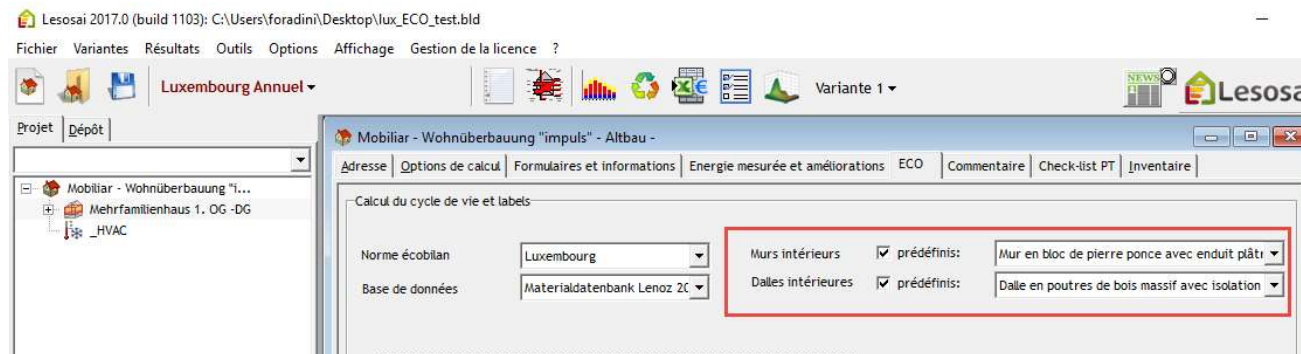 Lesosai 2017.0 (build 1103): C:\Users\foradini\Desktop\lux_ECO_test.bld
Fichier Variantes Résultats Outils Options Affichage Gestion de la licence ?
Luxembourg Annuel Variante 1 NEWS Lesosa
Projet Dépôt
Mobiliar - Wohnüberbauung "impuls" - Altbau -
Adresse Options de calcul Formulaires et informations Energie mesurée et améliorations ECO Commentaire Check-list PT Inventaire
Mobiliar - Wohnüberbauung "i...
Mehrfamilienhaus 1. OG -DG
_HVAC
Calcul du cycle de vie et labels
Norme écobilan Luxembourg Murs intérieurs prédéfinis: Mur en bloc de pierre ponce avec enduit plâtr
Base de données Materialdatenbank Lenoz 20 Dalles intérieures prédéfinis: Dalle en poutres de bois massif avec isolation